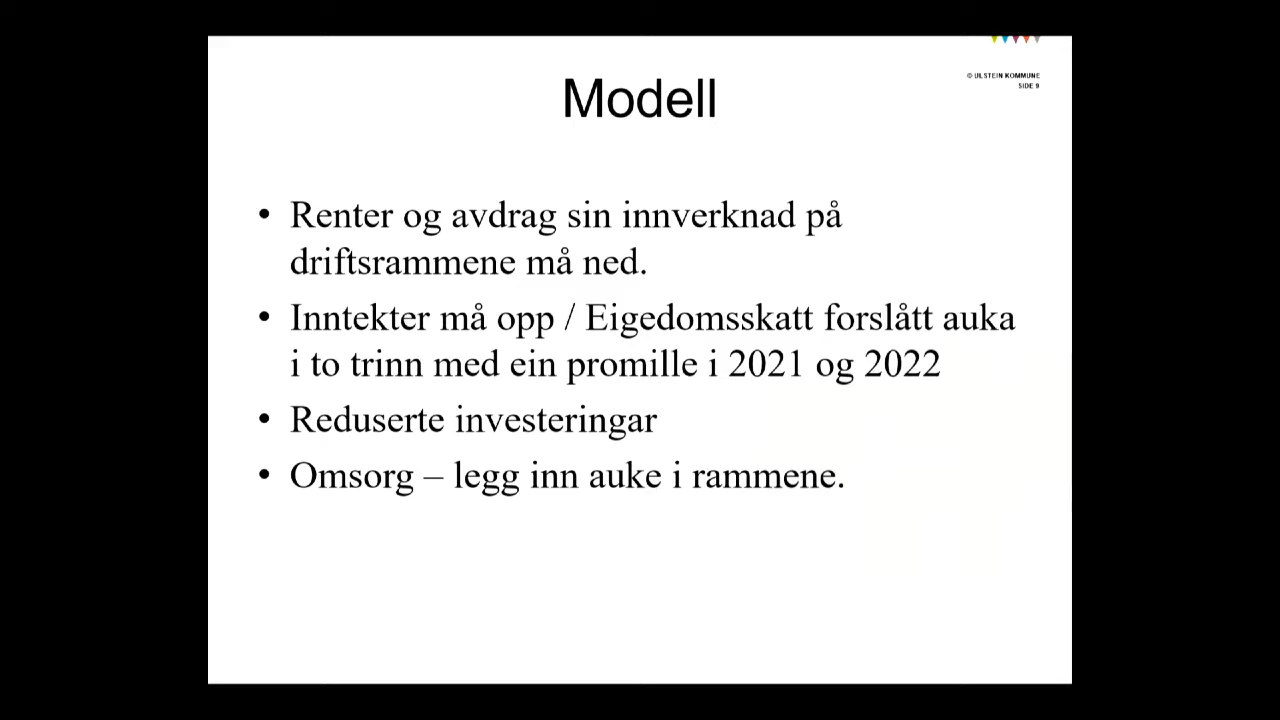 © ULSTEIN KOMMUNE
SIDE 9
Modell
• Renter og avdrag sin innverknad på
driftsrammene må ned.
• Inntekter må opp / Eigedomsskatt forslått auka
i to trinn med ein promille i 2021 og 2022
• Reduserte investeringar
• Omsorg – legg inn auke i rammene.